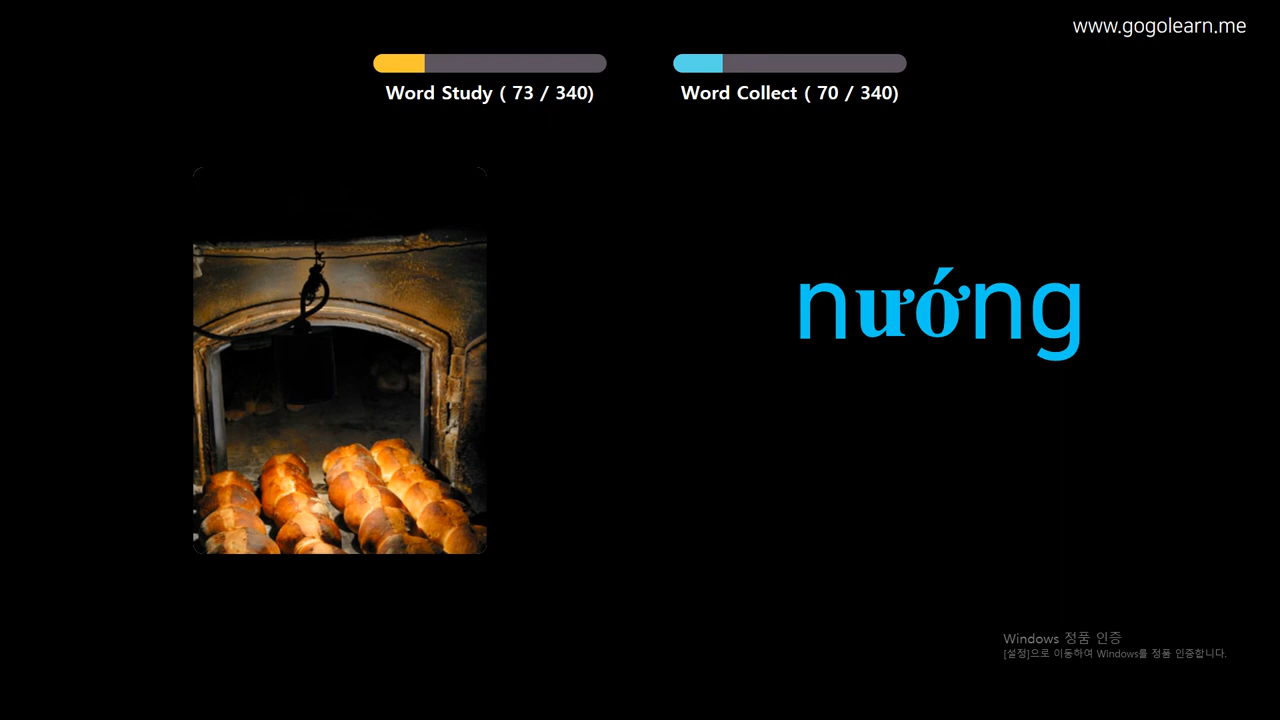 www.gogolearn.me
Word Study ( 73 / 340)
Word Collect ( 70 / 340)
nướng
Windows 정품 인증
[설정]으로 이동하여 Windows를 정품 인증합니다.